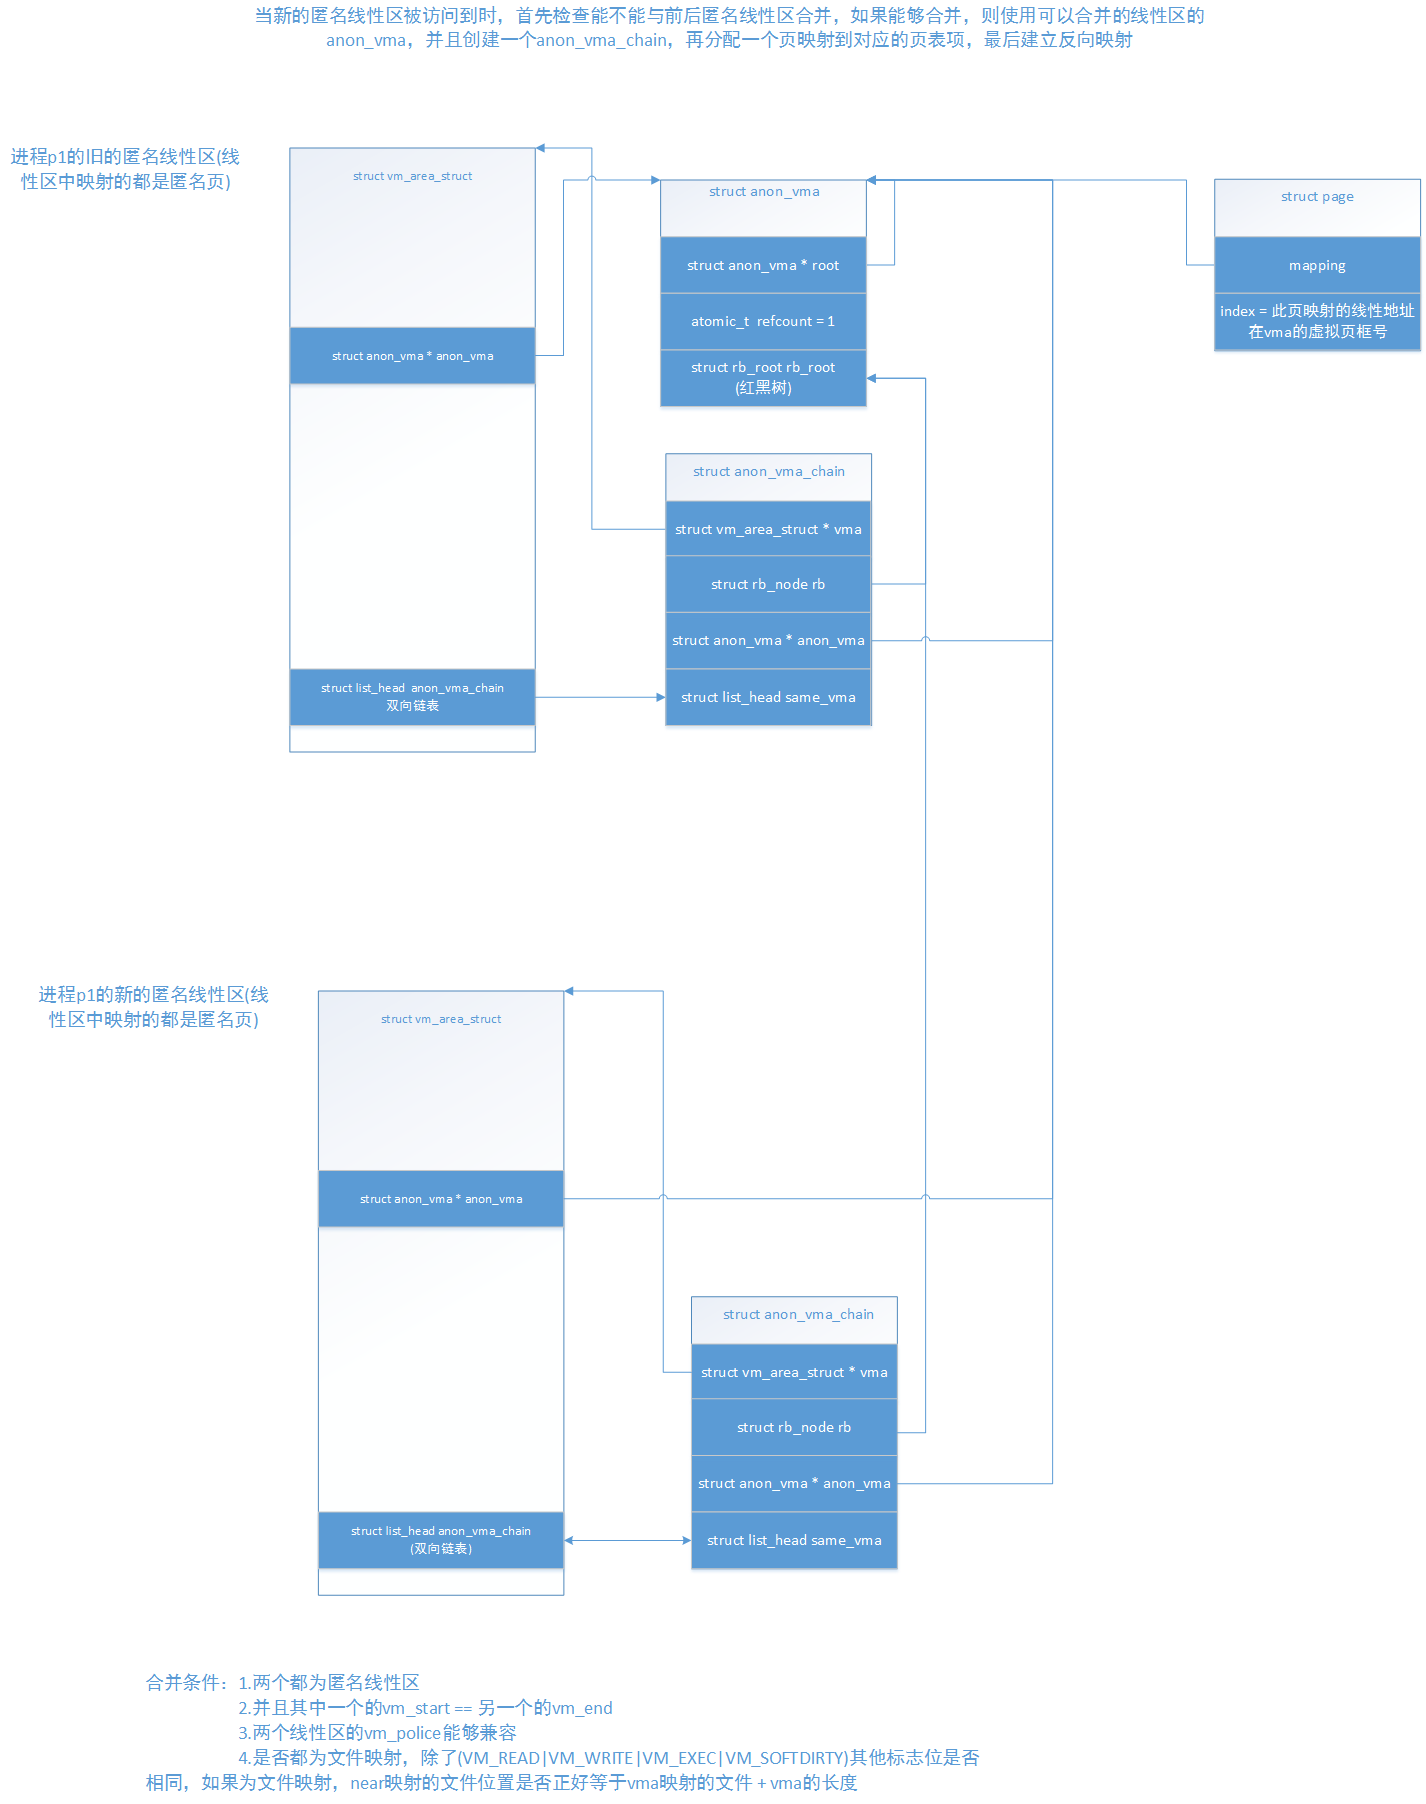 当新的匿名线性区被访问到时，首先检查能不能与前后匿名线性区合并，如果能够合并，则使用可以合并的线性区的
anon_vma，并且创建一个anon_vma_chain，再分配一个页映射到对应的页表项，最后建立反向映射
进程p1的旧的匿名线性区(线
性区中映射的都是匿名页)
struct vm_area_struct
struct anon_vma * anon_vma
struct list_head  anon_vma_chain
双向链表
struct anon_vma
struct anon_vma * root
atomic_t  refcount = 1
struct rb_root rb_root
(红黑树)
struct page
mapping
index = 此页映射的线性地址
在vma的虚拟页框号
struct anon_vma_chain
struct vm_area_struct * vma
struct rb_node rb
struct anon_vma * anon_vma
struct list_head same_vma
进程p1的新的匿名线性区(线
性区中映射的都是匿名页)
struct vm_area_struct
struct anon_vma * anon_vma
struct list_head anon_vma_chain
(双向链表)
struct anon_vma_chain
struct vm_area_struct * vma
struct rb_node rb
struct anon_vma * anon_vma
struct list_head same_vma
合并条件：1.两个都为匿名线性区
2.并且其中一个的vm_start == 另一个的vm_end
3.两个线性区的vm_police能够兼容
4.是否都为文件映射，除了(VM_READ|VM_WRITE|VM_EXEC|VM_SOFTDIRTY)其他标志位是否
相同，如果为文件映射，near映射的文件位置是否正好等于vma映射的文件 + vma的长度